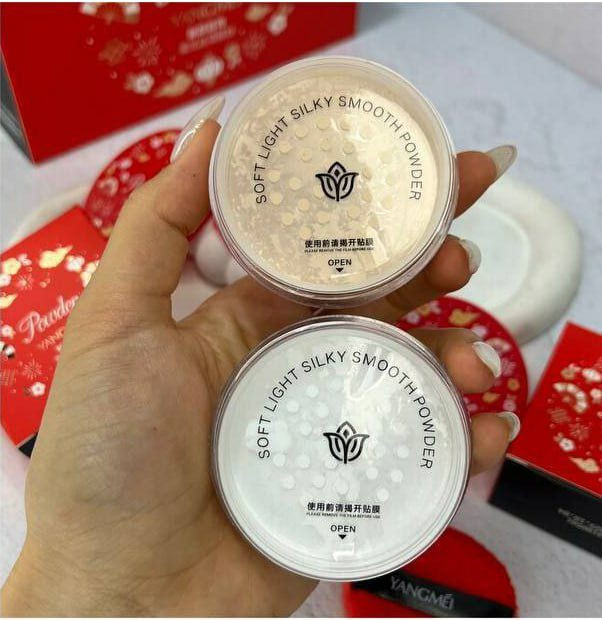 YANGMEI
SOFT LIGHT SILKY SMOOTH POWDER
使用前请揭开贴膜
PLEASE REMOVE THE FILM BEFORE USE
OPEN
Powder
SOFT LIGHT SILKY SMOOTH POWDER
使用前请揭开贴膜
PLEASE REMOVE THE FILM BEFORE USE
OPEN
YANGMEI